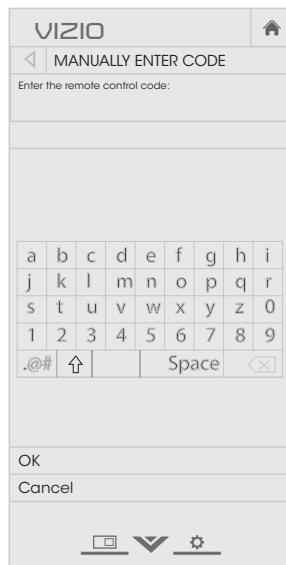 VIZIO
MANUALLY ENTER CODE
Enter the remote control code:
a b c d e f g h i
j k l m n o p q r
s t u v w x y z 0
1 2 3 4 5 6 7 8 9
.@# Space
OK
Cancel